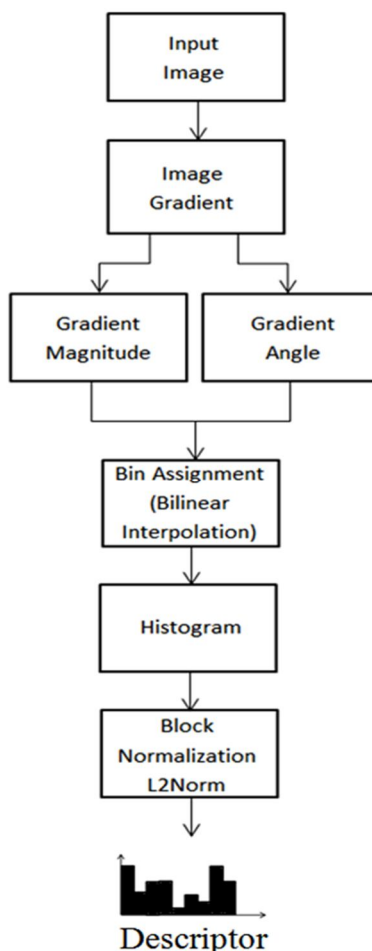 Input
Image
Image
Gradient
Gradient
Magnitude
Gradient
Angle
Bin Assignment
(Bilinear
Interpolation)
Histogram
Block
Normalization
L2Norm
Descriptor